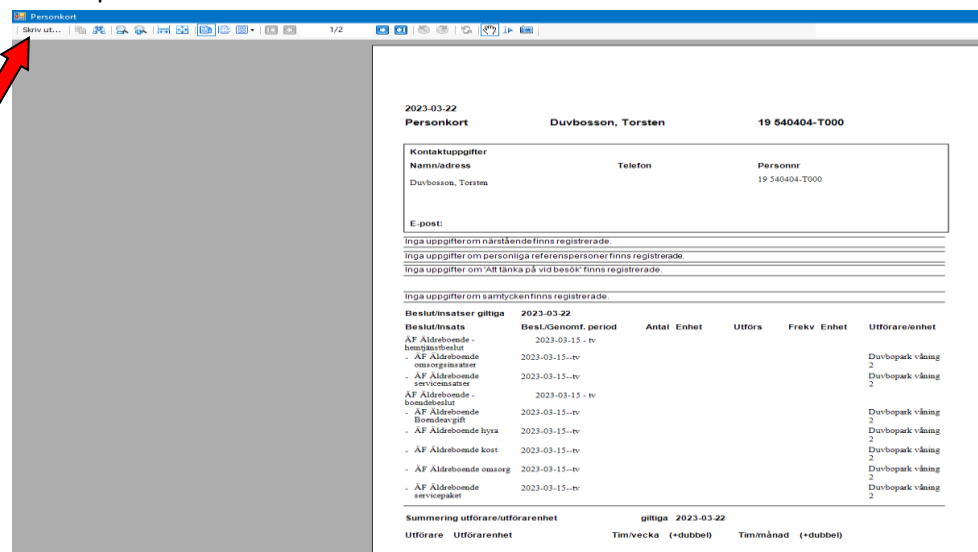 Personkort
Skriv ut... 1/2
2023-03-22
Personkort Duvbosson, Torsten 19 540404-T000
Kontaktuppgifter
Namn/adress Telefon Personnr
Duvbosson, Torsten 19 540404-T000
E-post:
Inga uppgifter om närstående finns registrerade.
Inga uppgifter om personliga referenspersoner finns registrerade.
Inga uppgifter om 'Att tänka på vid besök' finns registrerade.
Inga uppgifter om samtycken finns registrerade.
Beslut/insatser giltiga 2023-03-22
Beslut/Insats Besl./Genomf. period Antal Enhet Utförs Frekv Enhet Utförare/enhet
ÄF Äldreboende - 2023-03-15 - tv
hemtjänstbeslut
- ÄF Äldreboende 2023-03-15--tv Duvbopark våning
omsorgsinsatser 2
- ÄF Äldreboende 2023-03-15--tv Duvbopark våning
serviceinsatser 2
ÄF Äldreboende - 2023-03-15 - tv
boendebeslut
- ÄF Äldreboende 2023-03-15--tv Duvbopark våning
Boendeavgift 2
- ÄF Äldreboende hyra 2023-03-15--tv Duvbopark våning
2
- ÄF Äldreboende kost 2023-03-15--tv Duvbopark våning
2
- ÄF Äldreboende omsorg 2023-03-15--tv Duvbopark våning
2
- ÄF Äldreboende 2023-03-15--tv Duvbopark våning
servicepaket 2
Summering utförare/utförarenhet giltiga 2023-03-22
Utförare Utförarenhet Tim/vecka (+dubbel) Tim/månad (+dubbel)